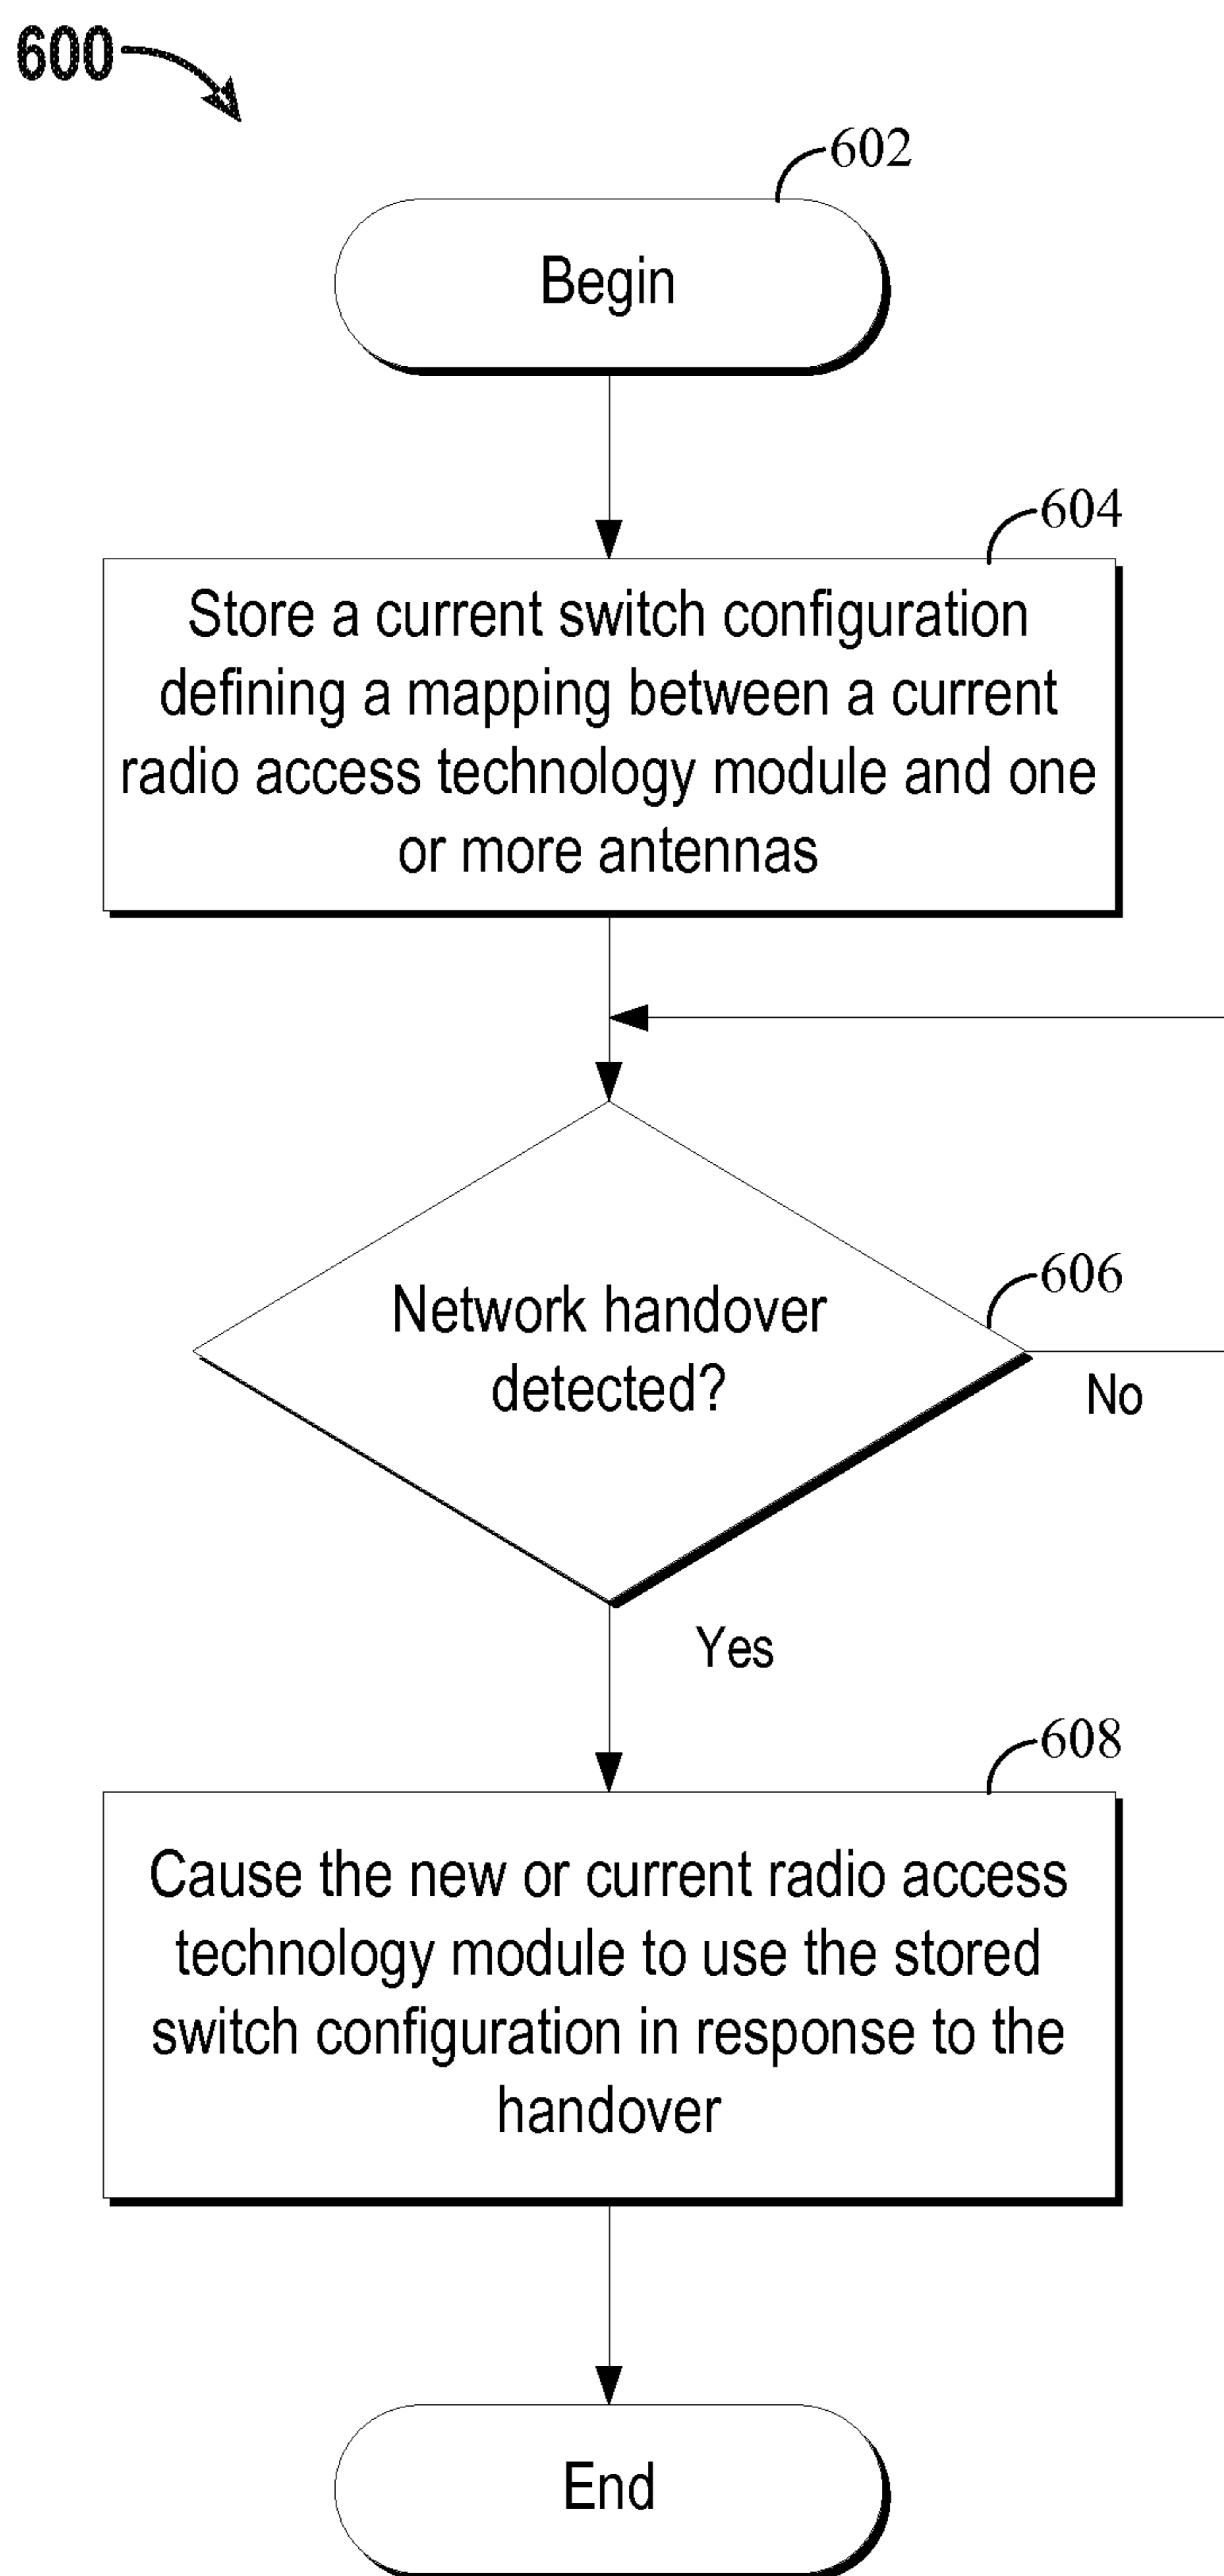 600
602
Begin
604
Store a current switch configuration
defining a mapping between a current
radio access technology module and one
or more antennas
606
Network handover
detected?
No
Yes
608
Cause the new or current radio access
technology module to use the stored
switch configuration in response to the
handover
End